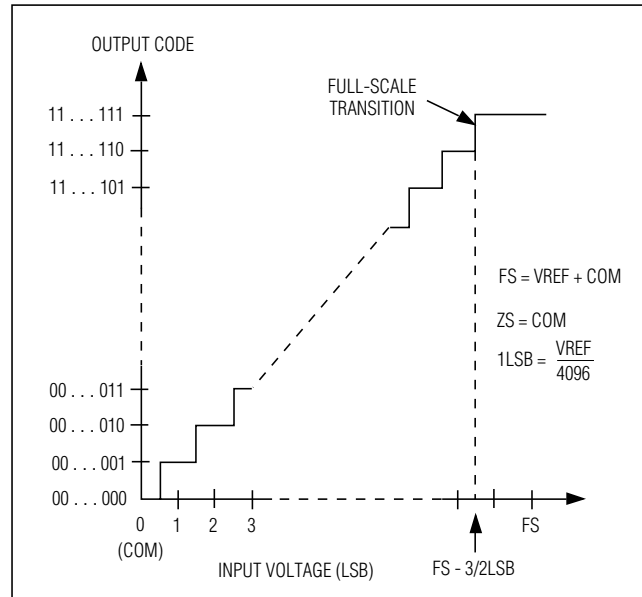 OUTPUT CODE
FULL-SCALE
TRANSITION
11 . . . 111
11 . . . 110
11 . . . 101
FS = VREF + COM
ZS = COM
1LSB = VREF
4096
00 . . . 011
00 . . . 010
00 . . . 001
00 . . . 000
0 1 2 3 FS
(COM)
INPUT VOLTAGE (LSB) FS - 3/2LSB